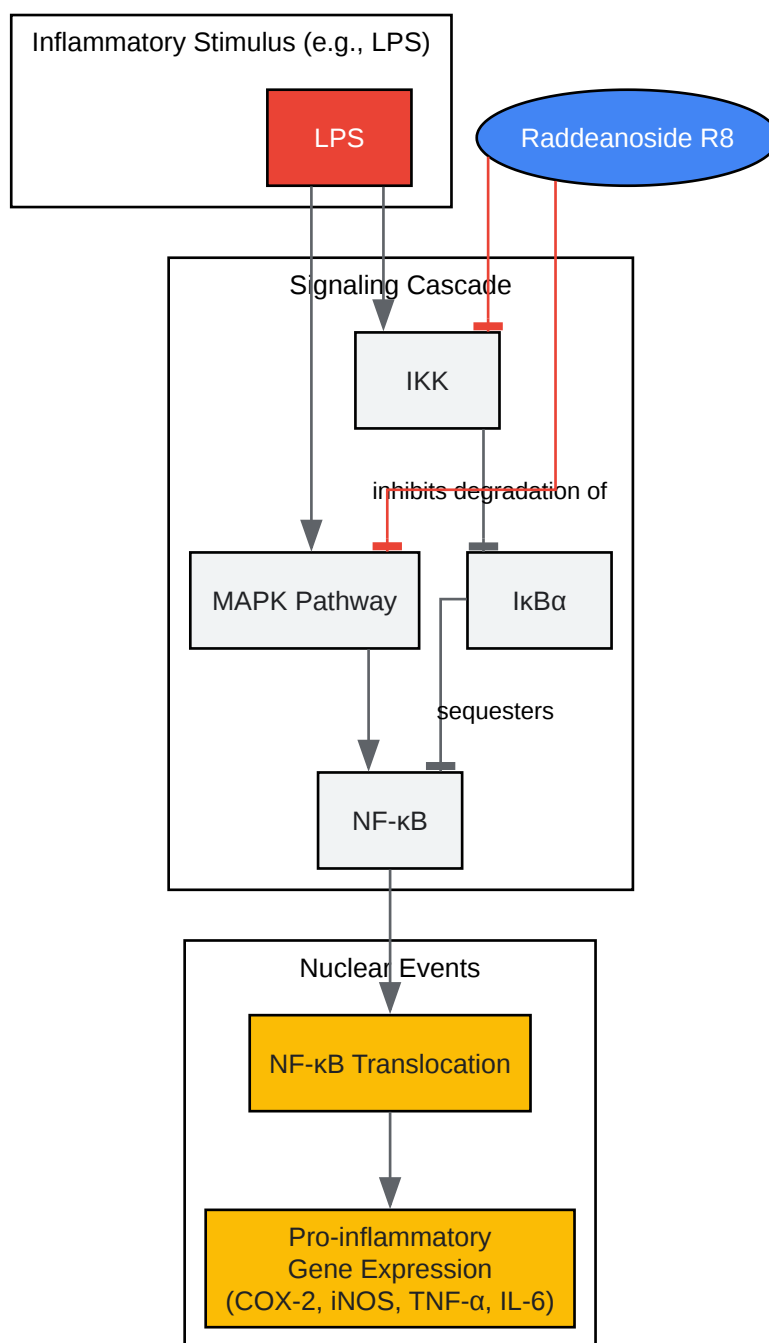 Inflammatory Stimulus (e.g., LPS)
LPS
Raddeanoside R8
Signaling Cascade
IKK
inhibits degradation of
MAPK Pathway
IκBα
sequesters
NF-κB
Nuclear Events
NF-κB Translocation
Pro-inflammatory
Gene Expression
(COX-2, iNOS, TNF-α, IL-6)